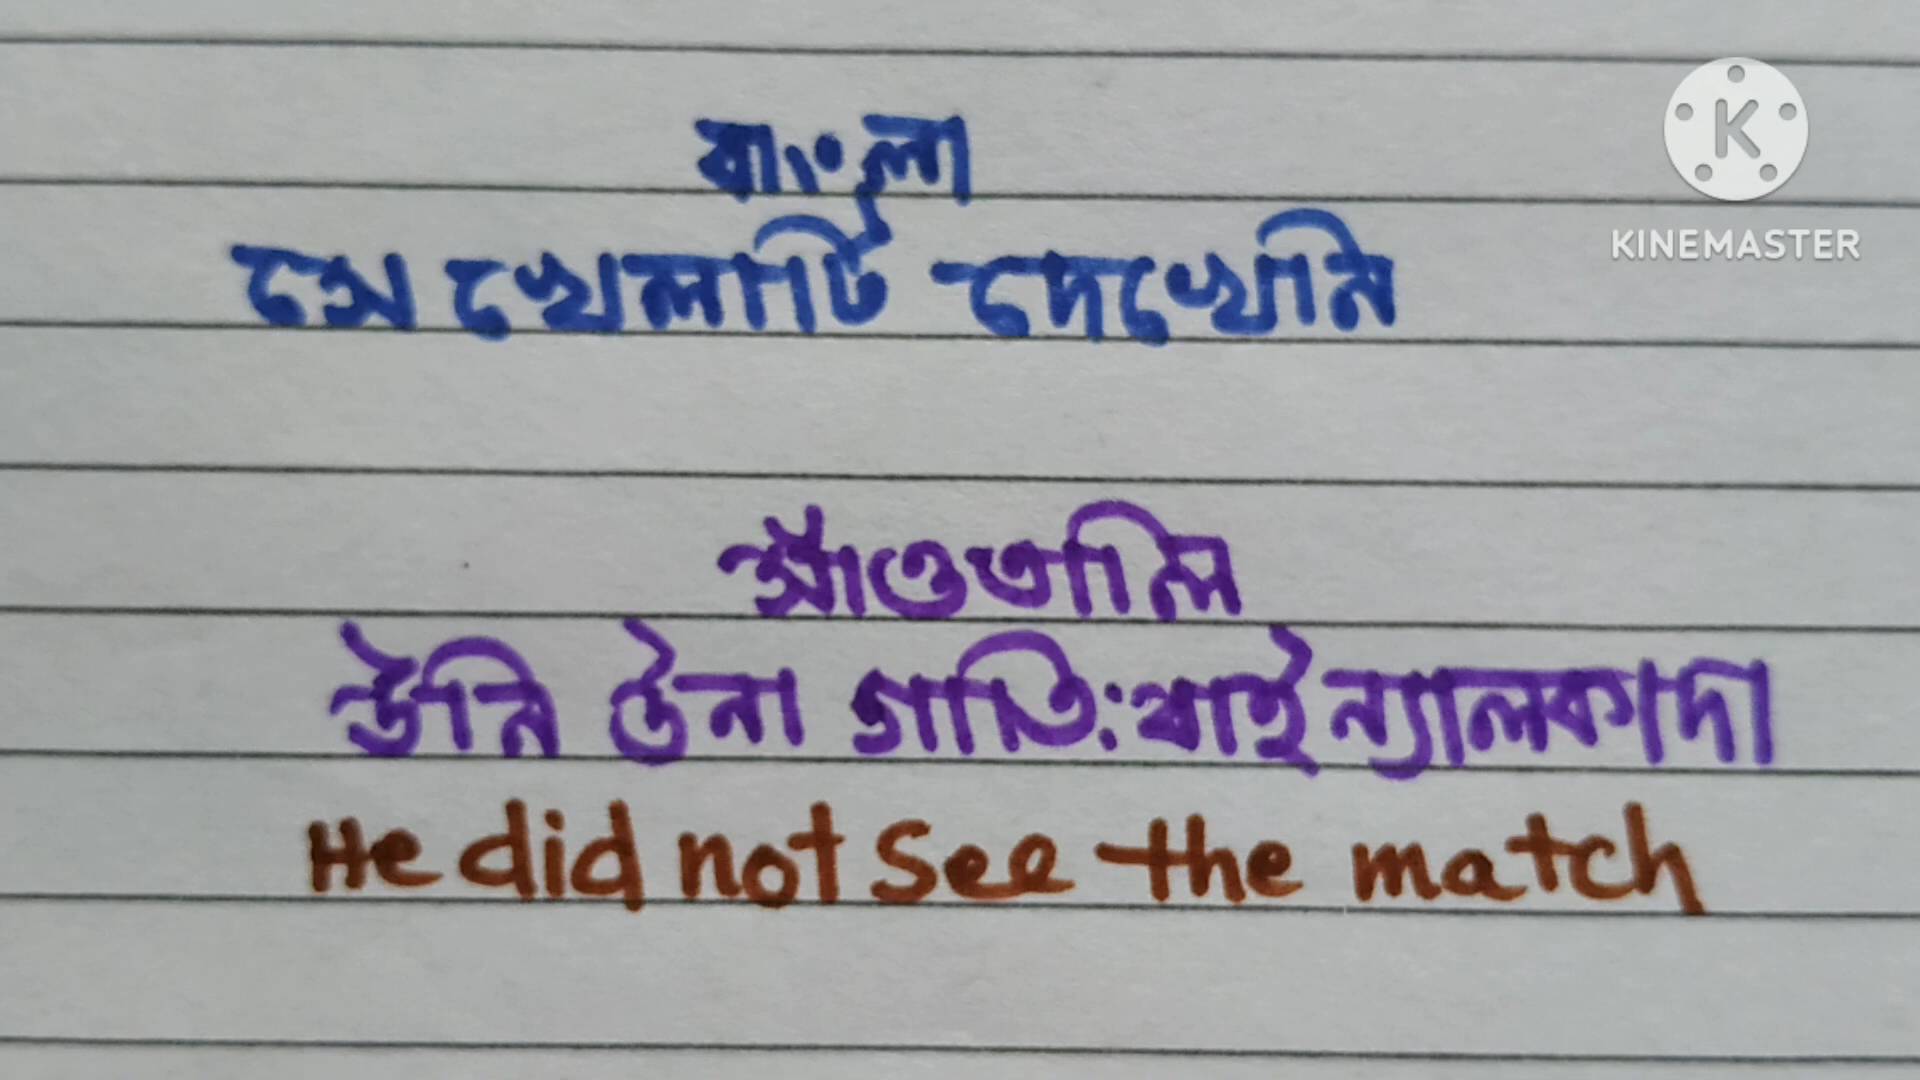 বাংলা
KINEMASTER
সে খেলাটি দেখেনি
সাঁওতালি
উনি উনা গাতি:বাই ন্যালকাদা
He did not see the match